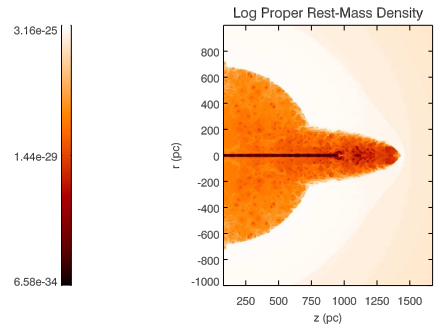 Log Proper Rest-Mass Density
3.16e-25
1.44e-29
6.58e-34
r (pc)
800
600
400
200
0
-200
-400
-600
-800
-1000
250 500 750 1000 1250 1500
z (pc)